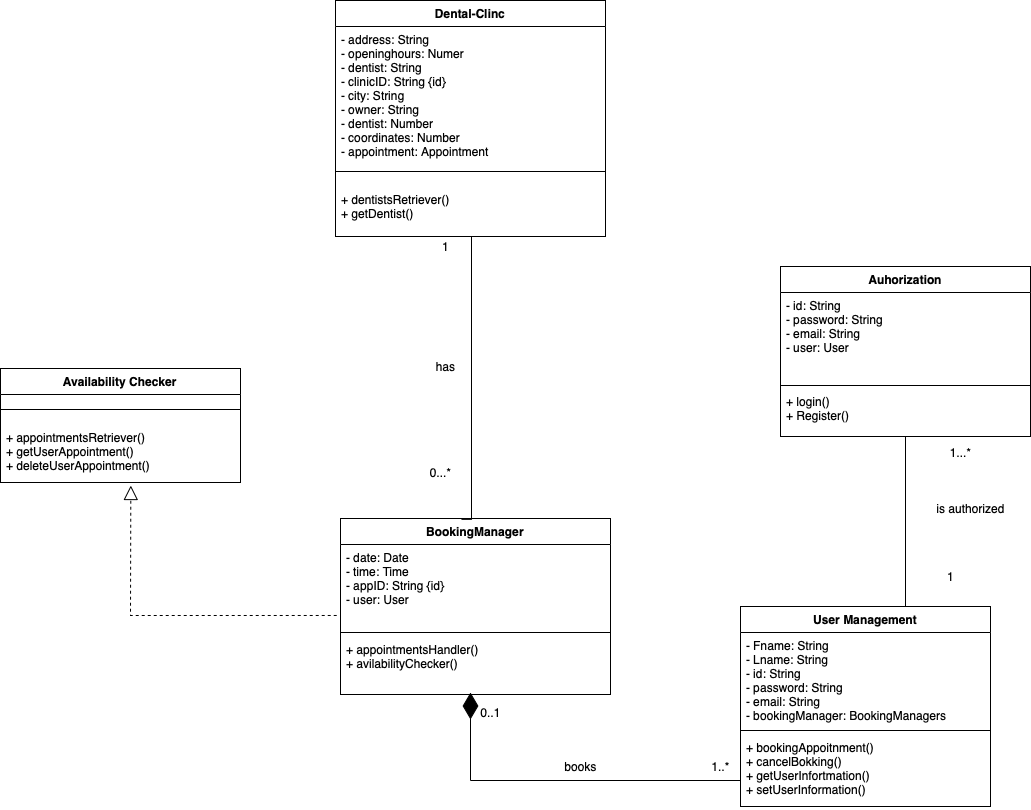 Dental-Clinc
- address: String
- openinghours: Numer
- dentist: String
- clinicID: String {id}
- city: String
- owner: String
- dentist: Number
- coordinates: Number
- appointment: Appointment
+ dentistsRetriever()
+ getDentist()
1
has
0...*
Auhorization
- id: String
- password: String
- email: String
- user: User
+ login()
+ Register()
1...*
is authorized
1
Availability Checker
+ appointmentsRetriever()
+ getUserAppointment()
+ deleteUserAppointment()
BookingManager
- date: Date
- time: Time
- appID: String {id}
- user: User
+ appointmentsHandler()
+ avilabilityChecker()
0..1
books
1..*
User Management
- Fname: String
- Lname: String
- id: String
- password: String
- email: String
- bookingManager: BookingManagers
+ bookingAppoitnment()
+ cancelBokking()
+ getUserInfortmation()
+ setUserInformation()